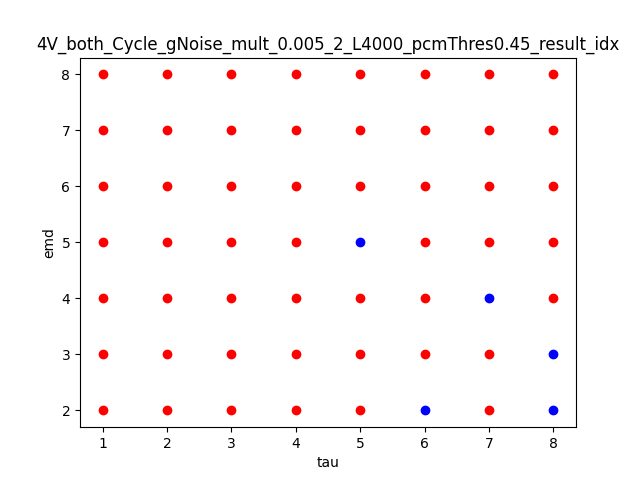 4V_both_Cycle_gNoise_mult_0.005_2_L4000_pcmThres0.45_result_idx
8
7
6
5
4
3
2
emd
1 2 3 4 5 6 7 8
tau